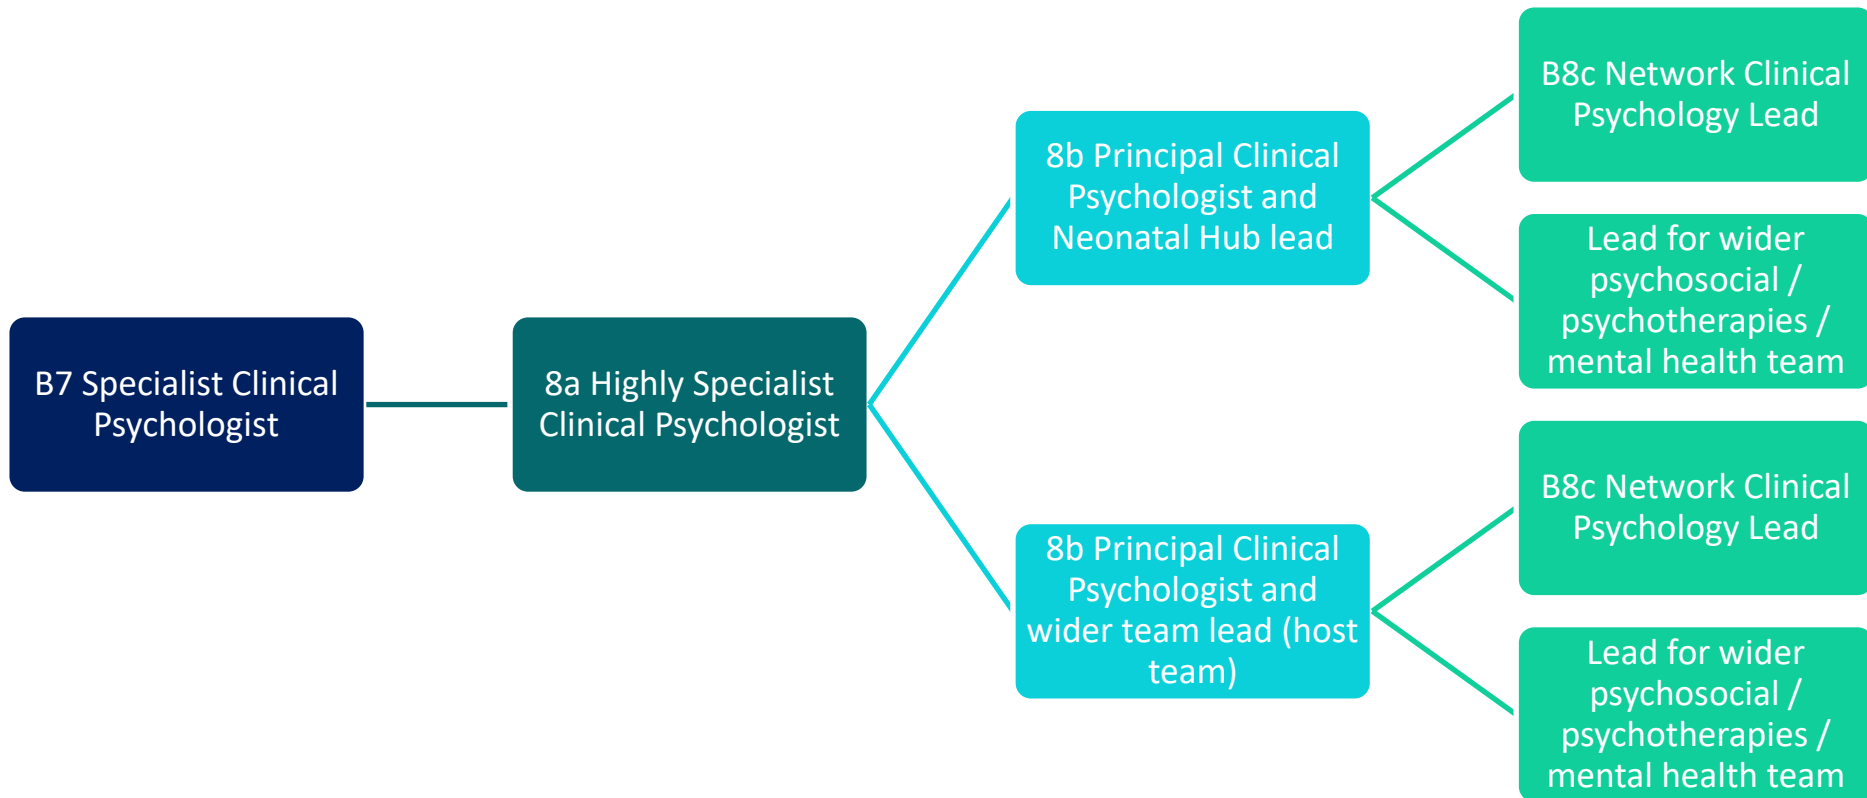 B7 Specialist Clinical
Psychologist
8a Highly Specialist
Clinical Psychologist
8b Principal Clinical
Psychologist and
Neonatal Hub lead
B8c Network Clinical
Psychology Lead
Lead for wider
psychosocial /
psychotherapies /
mental health team
8b Principal Clinical
Psychologist and
wider team lead (host
team)
B8c Network Clinical
Psychology Lead
Lead for wider
psychosocial /
psychotherapies /
mental health team